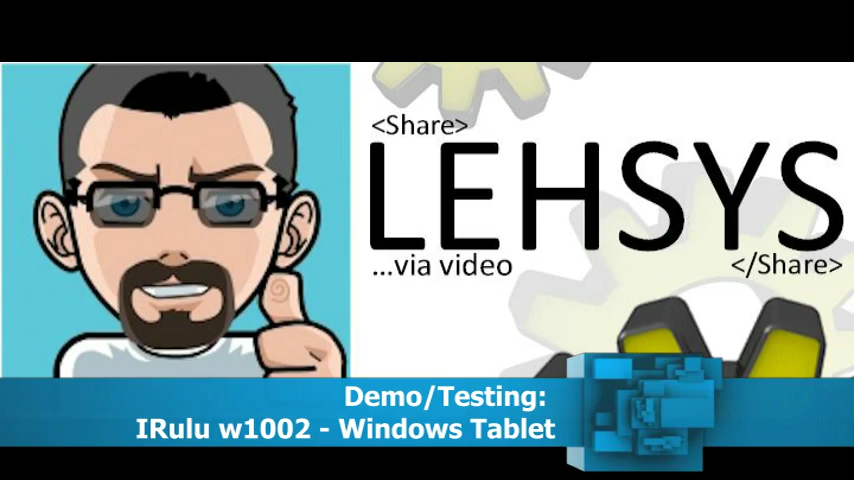 <Share>
LEHSYS
...via video
</Share>
Demo/Testing:
IRulu w1002 - Windows Tablet